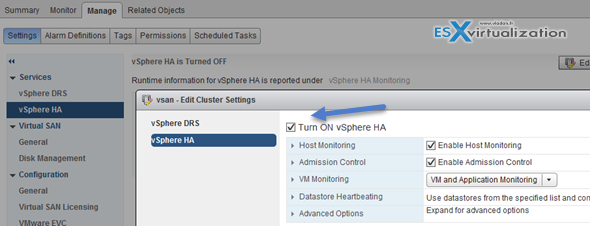 Summary Monitor Manage Related Objects
Settings Alarm Definitions Tags Permissions Scheduled Tasks
www.vladan.fr
ESXvirtualization
Services
vSphere DRS
vSphere HA
Virtual SAN
General
Disk Management
Configuration
General
Virtual SAN Licensing
VMware EVC
vSphere HA is Turned OFF
Edi
Runtime information for vSphere HA is reported under vSphere HA Monitoring
vsan - Edit Cluster Settings
vSphere DRS
vSphere HA
Turn ON vSphere HA
Host Monitoring Enable Host Monitoring
Admission Control Enable Admission Control
VM Monitoring VM and Application Monitoring
Datastore Heartbeating Use datastores from the specified list and con
Advanced Options Expand for advanced options